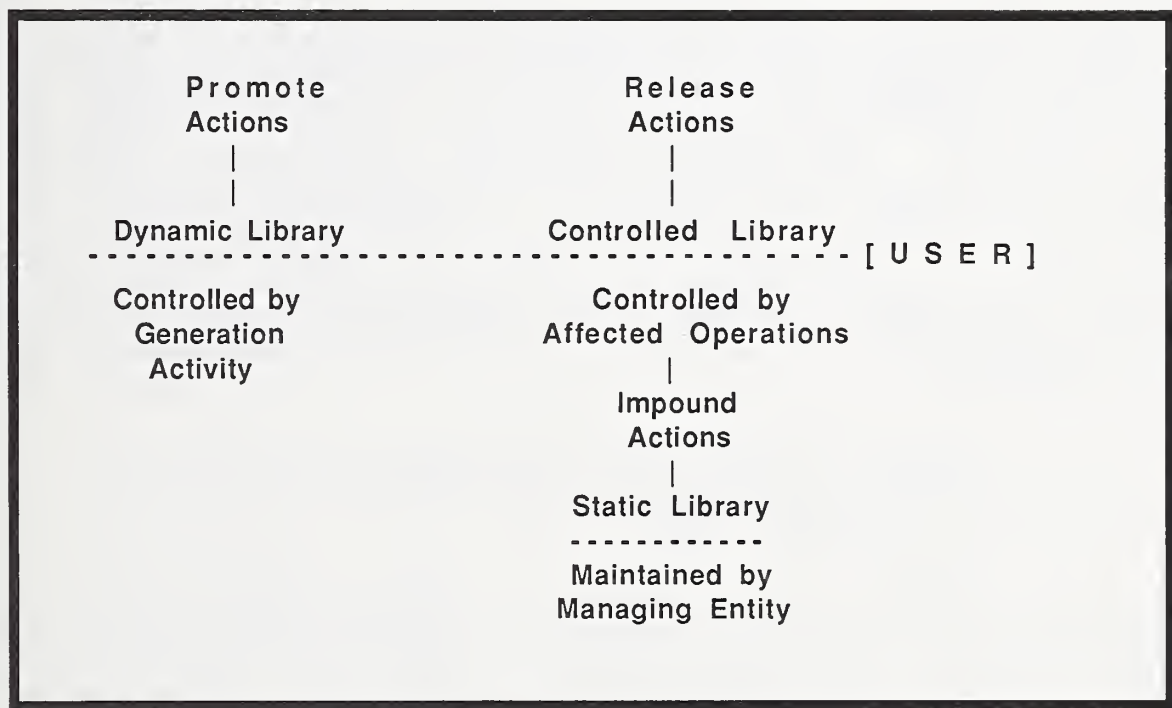 Promote
Actions
Release
Actions
Dynamic Library
Controlled Library
[ U S E R ]
Controlled by
Generation
Activity
Controlled by
Affected Operations
Impound
Actions
Static Library
Maintained by
Managing Entity